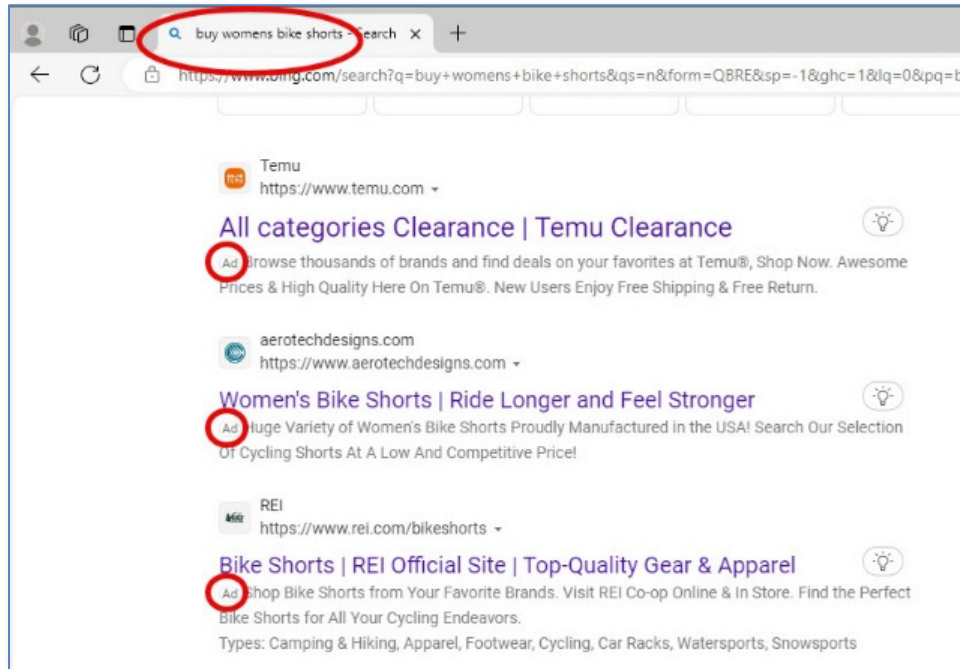 buy womens bike shorts - Search
https://www.bing.com/search?q=buy+womens+bike+shorts&qs=n&form=QBRE&sp=-1&ghc=1&lq=0&pq=b
Temu
https://www.temu.com
All categories Clearance | Temu Clearance
Ad Browse thousands of brands and find deals on your favorites at Temu®, Shop Now. Awesome
Prices & High Quality Here On Temu®. New Users Enjoy Free Shipping & Free Return.
aerotechdesigns.com
https://www.aerotechdesigns.com
Women's Bike Shorts | Ride Longer and Feel Stronger
Ad Huge Variety of Women's Bike Shorts Proudly Manufactured in the USA! Search Our Selection
Of Cycling Shorts At A Low And Competitive Price!
REI
https://www.rei.com/bikeshorts
Bike Shorts | REI Official Site | Top-Quality Gear & Apparel
Ad Shop Bike Shorts from Your Favorite Brands. Visit REI Co-op Online & In Store. Find the Perfect
Bike Shorts for All Your Cycling Endeavors.
Types: Camping & Hiking, Apparel, Footwear, Cycling, Car Racks, Watersports, Snowsports